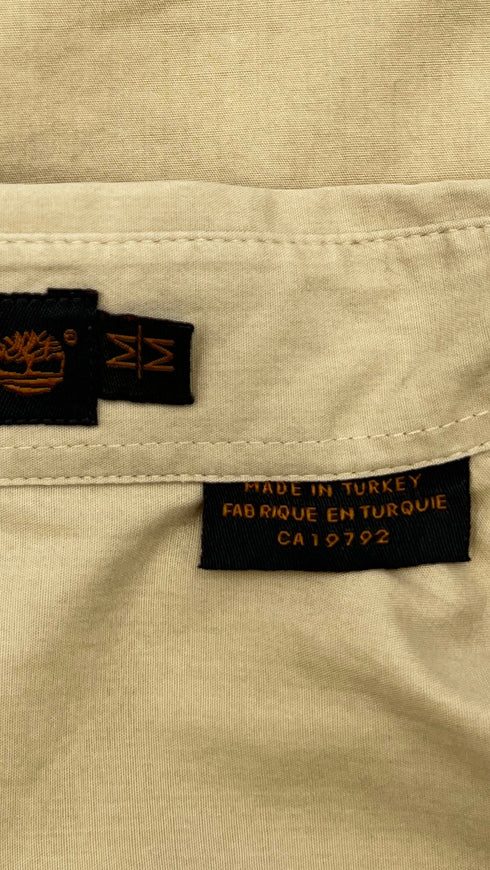 ®
M/M
MADE IN TURKEY
FABRIQUE EN TURQUIE
CA19792